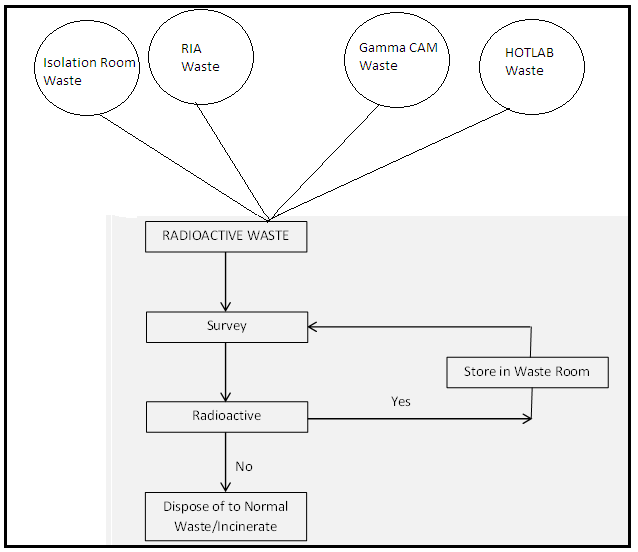 Isolation Room
Waste
RIA
Waste
Gamma CAM
Waste
HOTLAB
Waste
RADIOACTIVE WASTE
Survey
Store in Waste Room
Yes
Radioactive
No
Dispose of to Normal
Waste/Incinerate